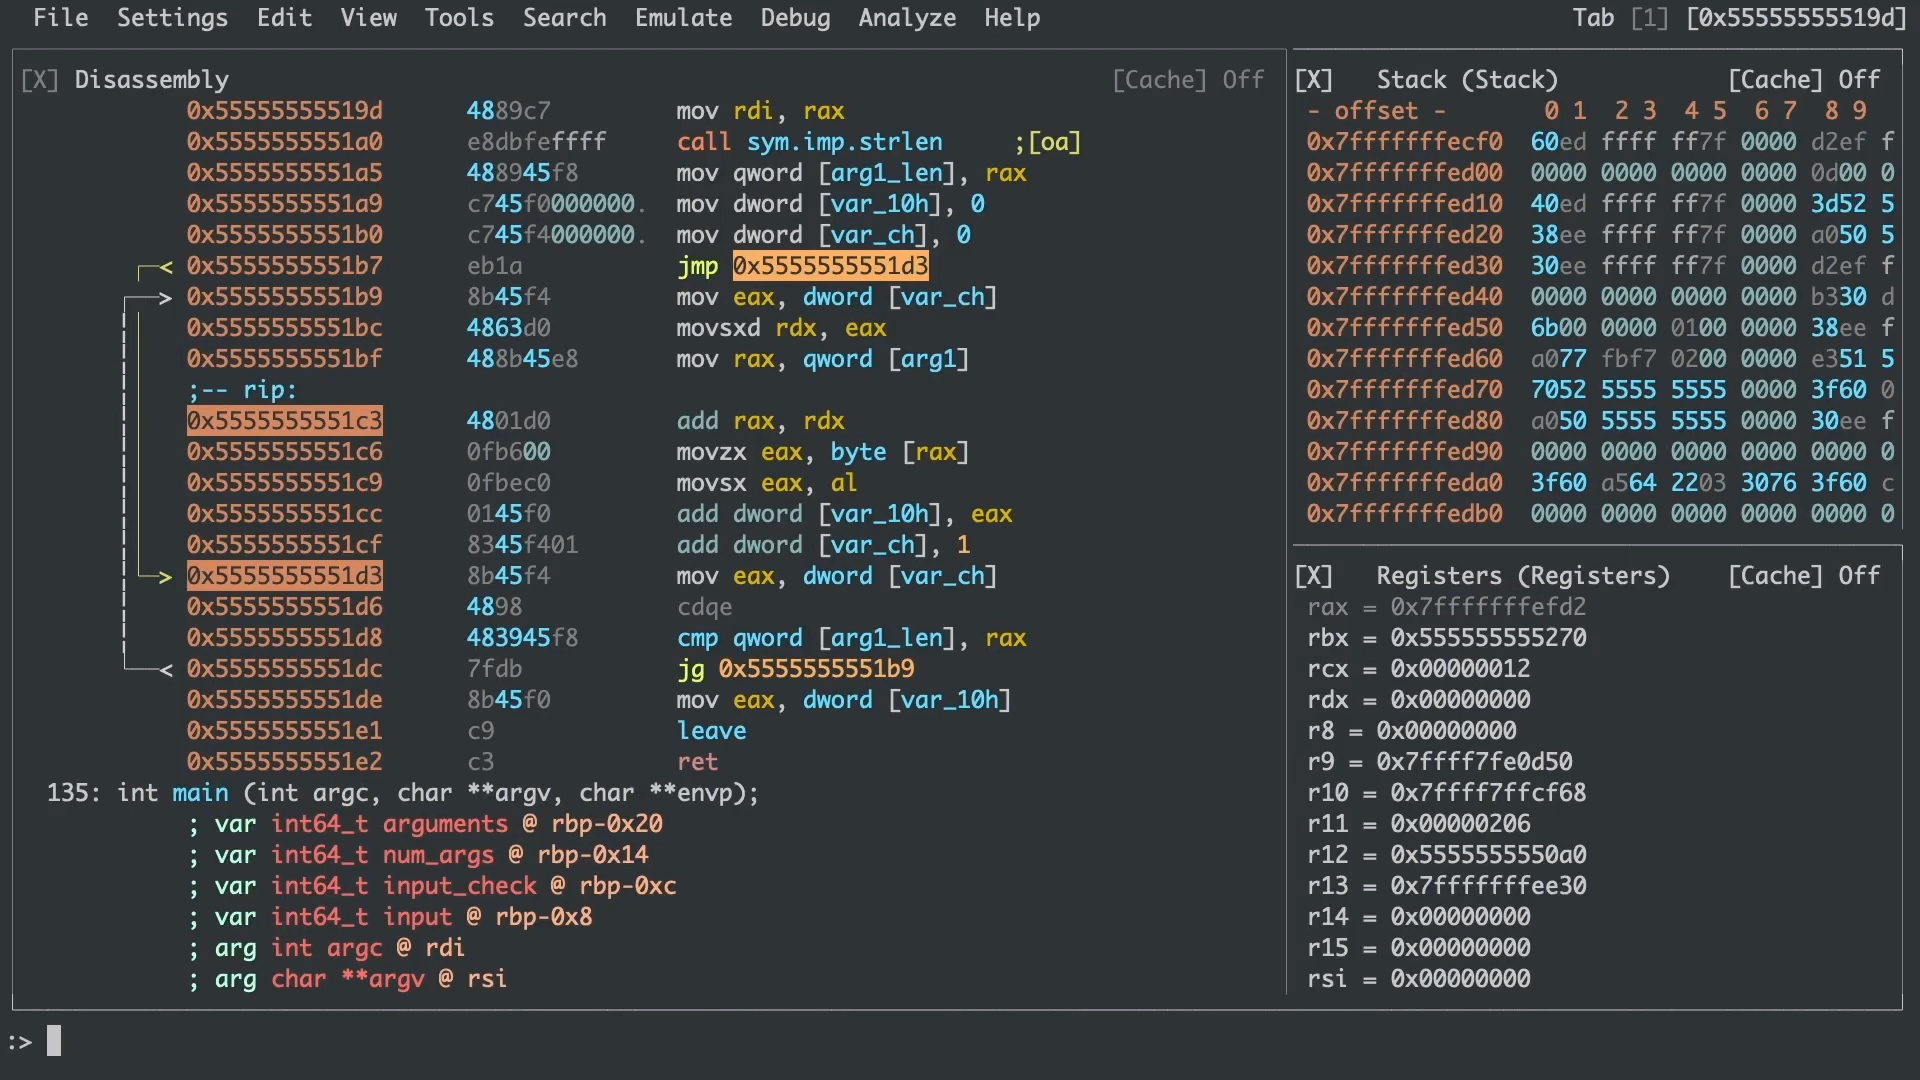 File Settings Edit View Tools Search Emulate Debug Analyze Help Tab [1] [0x55555555519d]
[X] Disassembly [Cache] Off
0x55555555519d 4889c7 mov rdi, rax
0x5555555551a0 e8dbfeffff call sym.imp.strlen ;[oa]
0x5555555551a5 488945f8 mov qword [arg1_len], rax
0x5555555551a9 c745f0000000. mov dword [var_10h], 0
0x5555555551b0 c745f4000000. mov dword [var_ch], 0
0x5555555551b7 eb1a jmp 0x5555555551d3
0x5555555551b9 8b45f4 mov eax, dword [var_ch]
0x5555555551bc 4863d0 movsxd rdx, eax
0x5555555551bf 488b45e8 mov rax, qword [arg1]
;-- rip:
0x5555555551c3 4801d0 add rax, rdx
0x5555555551c6 0fb600 movzx eax, byte [rax]
0x5555555551c9 0fbec0 movsx eax, al
0x5555555551cc 0145f0 add dword [var_10h], eax
0x5555555551cf 8345f401 add dword [var_ch], 1
0x5555555551d3 8b45f4 mov eax, dword [var_ch]
0x5555555551d6 4898 cdqe
0x5555555551d8 483945f8 cmp qword [arg1_len], rax
0x5555555551dc 7fdb jg 0x5555555551b9
0x5555555551de 8b45f0 mov eax, dword [var_10h]
0x5555555551e1 c9 leave
0x5555555551e2 c3 ret
135: int main (int argc, char **argv, char **envp);
; var int64_t arguments @ rbp-0x20
; var int64_t num_args @ rbp-0x14
; var int64_t input_check @ rbp-0xc
; var int64_t input @ rbp-0x8
; arg int argc @ rdi
; arg char **argv @ rsi
[X] Stack (Stack) [Cache] Off
- offset - 0 1 2 3 4 5 6 7 8 9
0x7fffffffecf0 60ed ffff ff7f 0000 d2ef f
0x7fffffffed00 0000 0000 0000 0000 0d00 0
0x7fffffffed10 40ed ffff ff7f 0000 3d52 5
0x7fffffffed20 38ee ffff ff7f 0000 a050 5
0x7fffffffed30 30ee ffff ff7f 0000 d2ef f
0x7fffffffed40 0000 0000 0000 0000 b330 d
0x7fffffffed50 6b00 0000 0100 0000 38ee f
0x7fffffffed60 a077 fbf7 0200 0000 e351 5
0x7fffffffed70 7052 5555 5555 0000 3f60 0
0x7fffffffed80 a050 5555 5555 0000 30ee f
0x7fffffffed90 0000 0000 0000 0000 0000 0
0x7fffffffeda0 3f60 a564 2203 3076 3f60 c
0x7fffffffedb0 0000 0000 0000 0000 0000 0
[X] Registers (Registers) [Cache] Off
rax = 0x7fffffffefd2
rbx = 0x555555555270
rcx = 0x00000012
rdx = 0x00000000
r8 = 0x00000000
r9 = 0x7ffff7fe0d50
r10 = 0x7ffff7ffcf68
r11 = 0x00000206
r12 = 0x5555555550a0
r13 = 0x7fffffffee30
r14 = 0x00000000
r15 = 0x00000000
rsi = 0x00000000
:>